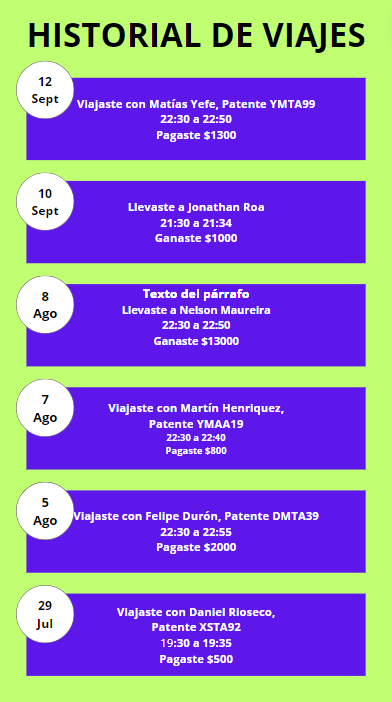 HISTORIAL DE VIAJES
12
Sept
Viajaste con Matías Yefe, Patente YMTA99
22:30 a 22:50
Pagaste $1300
10
Sept
Llevaste a Jonathan Roa
21:30 a 21:34
Ganaste $1000
8
Ago
Texto del párrafo
Llevaste a Nelson Maureira
22:30 a 22:50
Ganaste $13000
7
Ago
Viajaste con Martín Henriquez,
Patente YMAA19
22:30 a 22:40
Pagaste $800
5
Ago
Viajaste con Felipe Durón, Patente DMTA39
22:30 a 22:55
Pagaste $2000
29
Jul
Viajaste con Daniel Rioseco,
Patente XSTA92
19:30 a 19:35
Pagaste $500